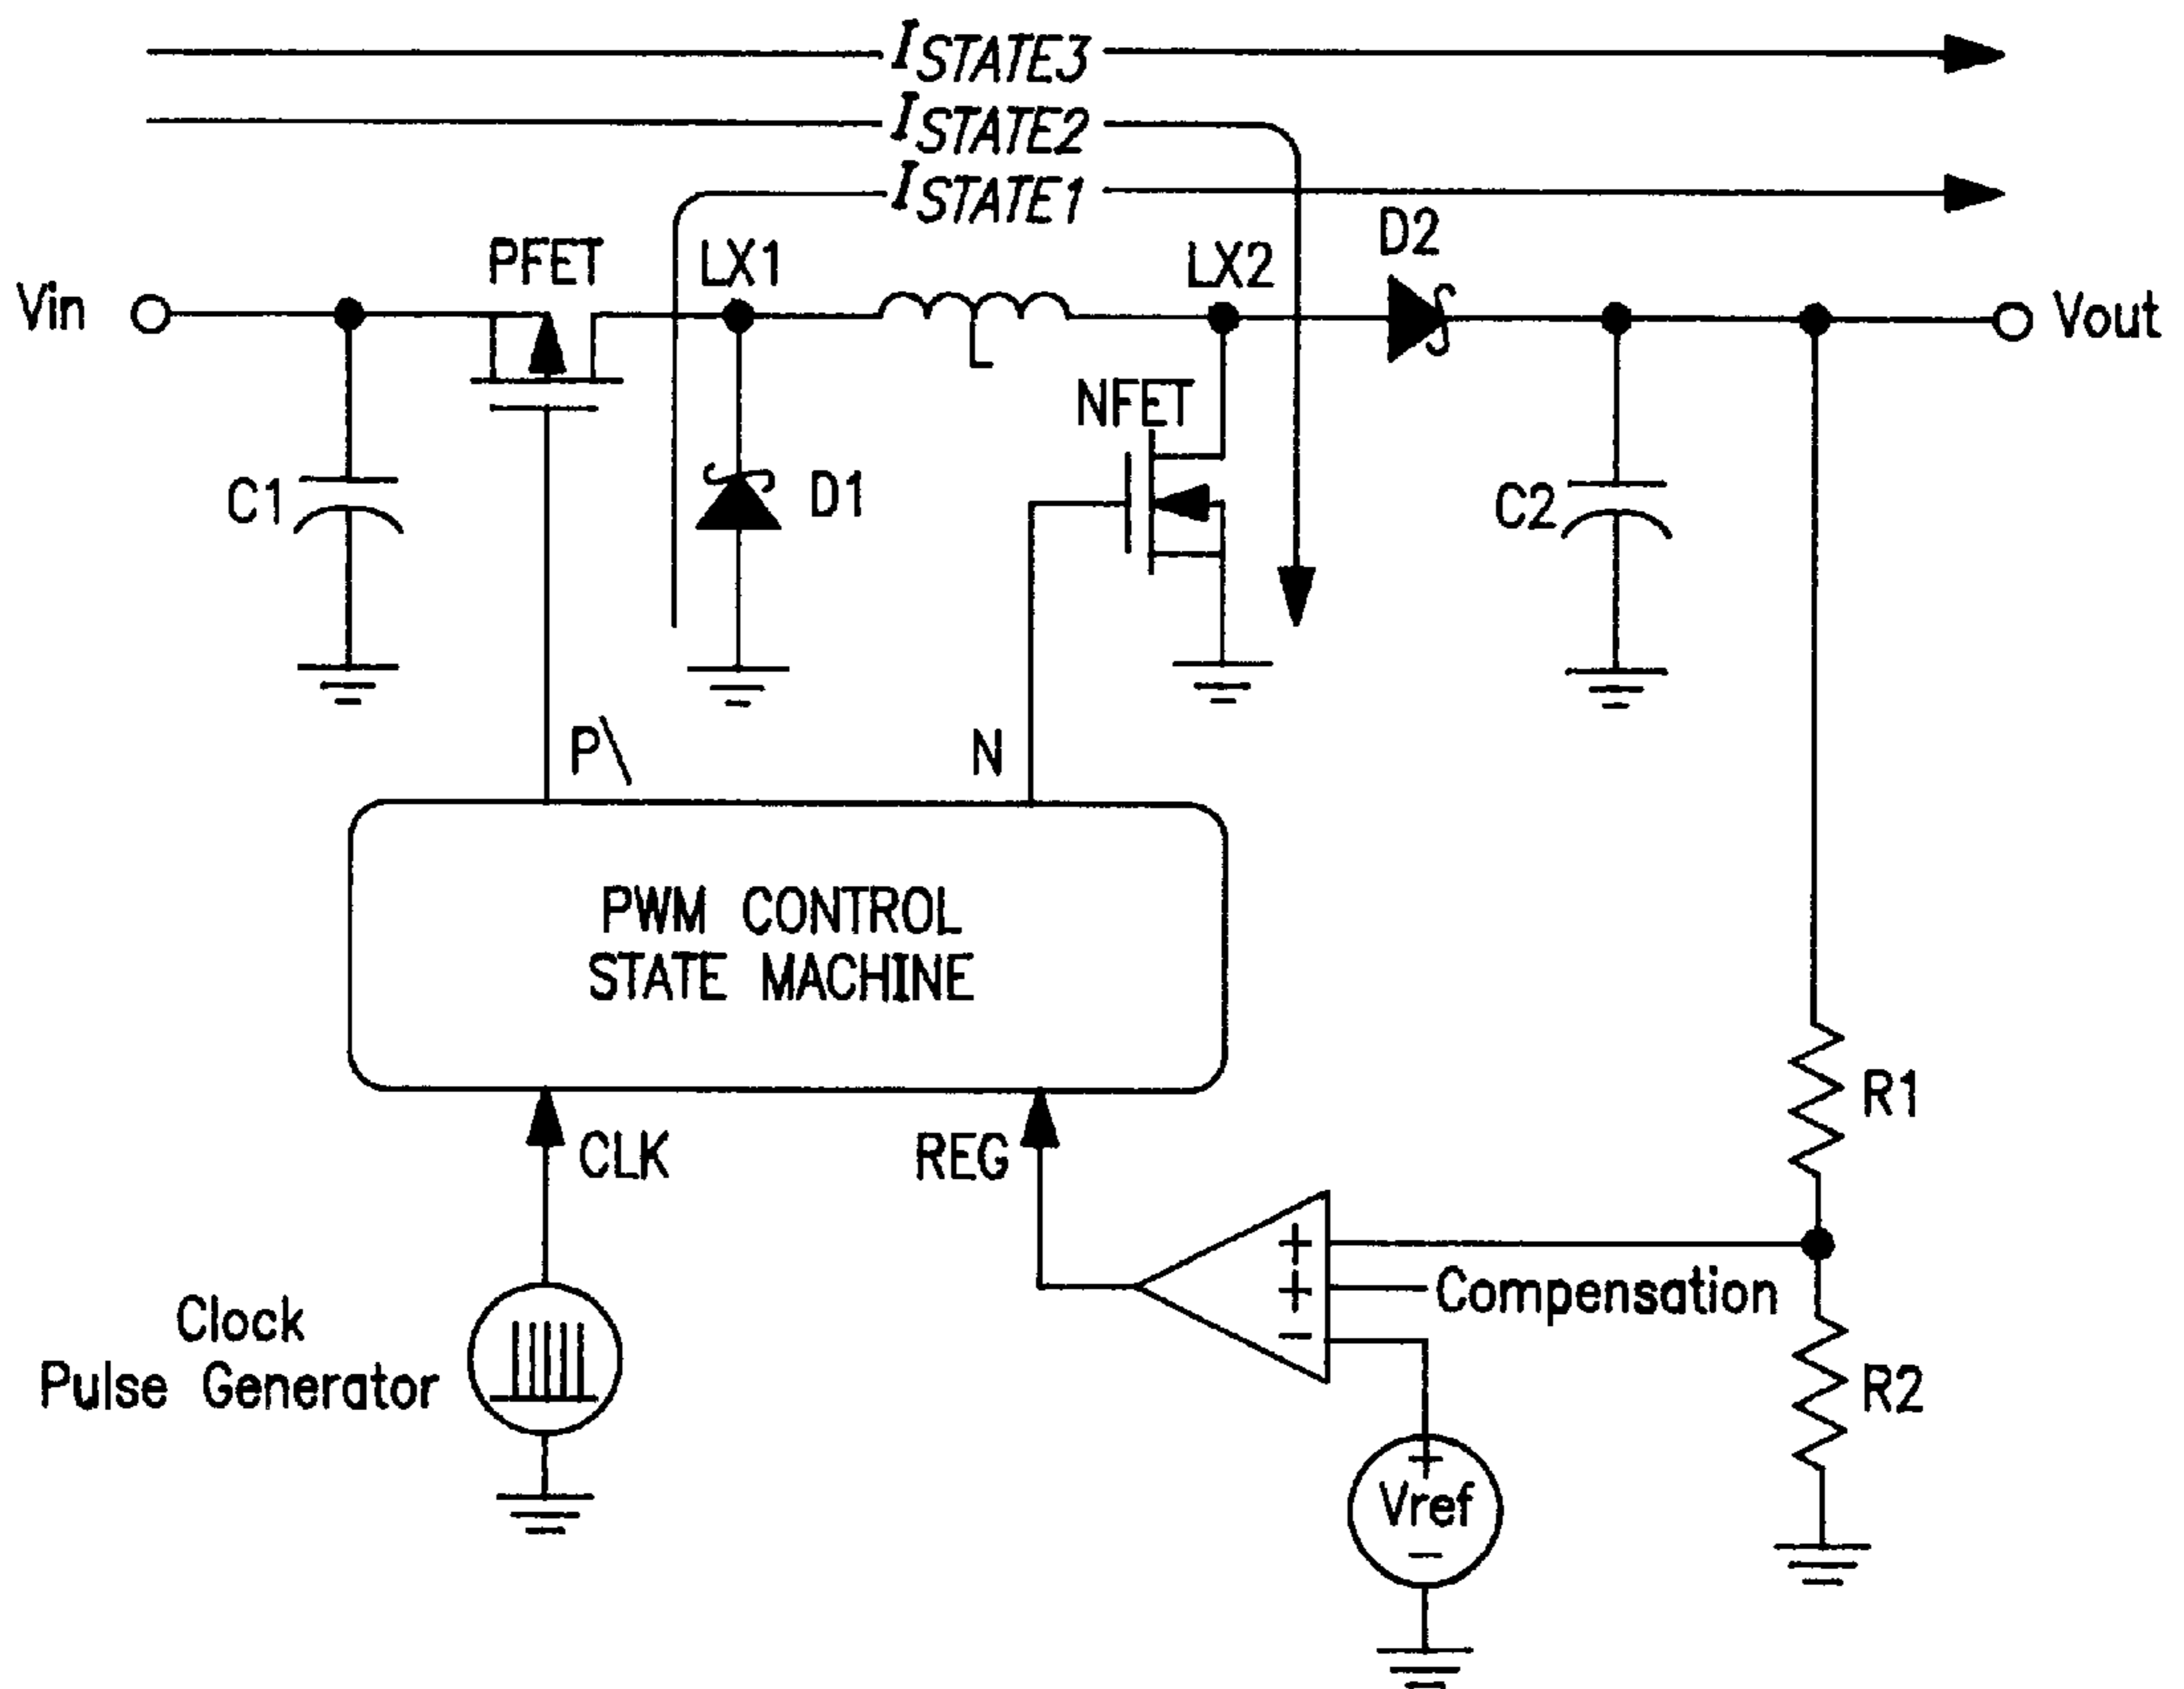 ISTATE3
ISTATE2
ISTATE1
Vin
PFET
LX1
LX2
D2
Vout
L
NFET
C1
D1
C2
P\
N
PWM CONTROL
STATE MACHINE
R1
CLK
REG
+
+
Compensation
−
Clock
Pulse Generator
R2
+
Vref
−